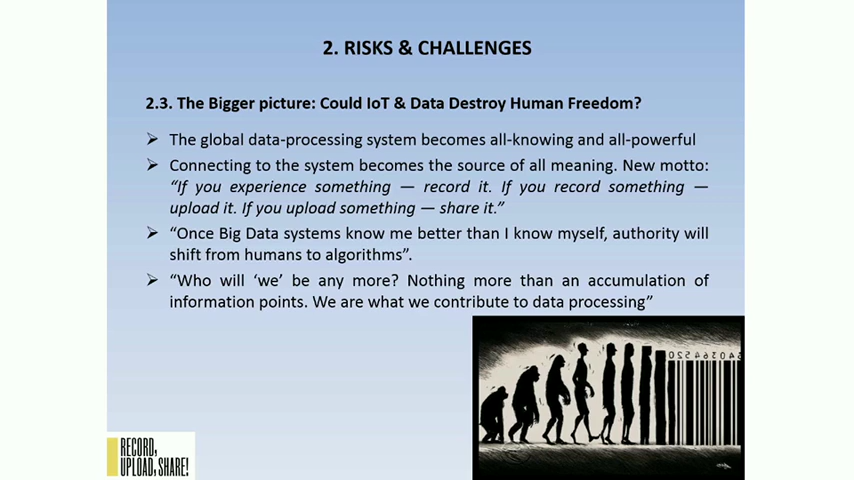 2. RISKS & CHALLENGES
2.3. The Bigger picture: Could IoT & Data Destroy Human Freedom?
The global data-processing system becomes all-knowing and all-powerful
Connecting to the system becomes the source of all meaning. New motto:
“If you experience something — record it. If you record something —
upload it. If you upload something — share it.”
“Once Big Data systems know me better than I know myself, authority will
shift from humans to algorithms”.
“Who will ‘we’ be any more? Nothing more than an accumulation of
information points. We are what we contribute to data processing”
RECORD,
UPLOAD, SHARE!